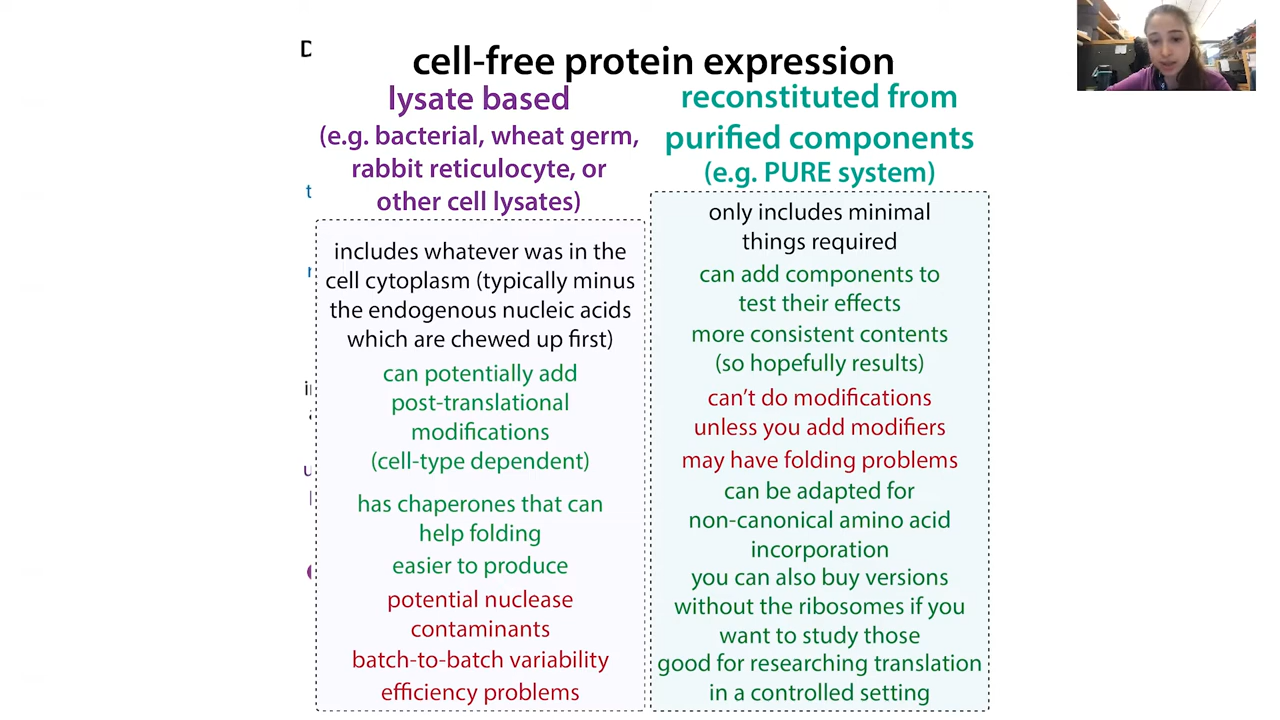 D
cell-free protein expression
lysate based
(e.g. bacterial, wheat germ,
rabbit reticulocyte, or
other cell lysates)
includes whatever was in the
cell cytoplasm (typically minus
the endogenous nucleic acids
which are chewed up first)
can potentially add
post-translational
modifications
(cell-type dependent)
has chaperones that can
help folding
easier to produce
potential nuclease
contaminants
batch-to-batch variability
efficiency problems
reconstituted from
purified components
(e.g. PURE system)
only includes minimal
things required
can add components to
test their effects
more consistent contents
(so hopefully results)
can’t do modifications
unless you add modifiers
may have folding problems
can be adapted for
non-canonical amino acid
incorporation
you can also buy versions
without the ribosomes if you
want to study those
good for researching translation
in a controlled setting